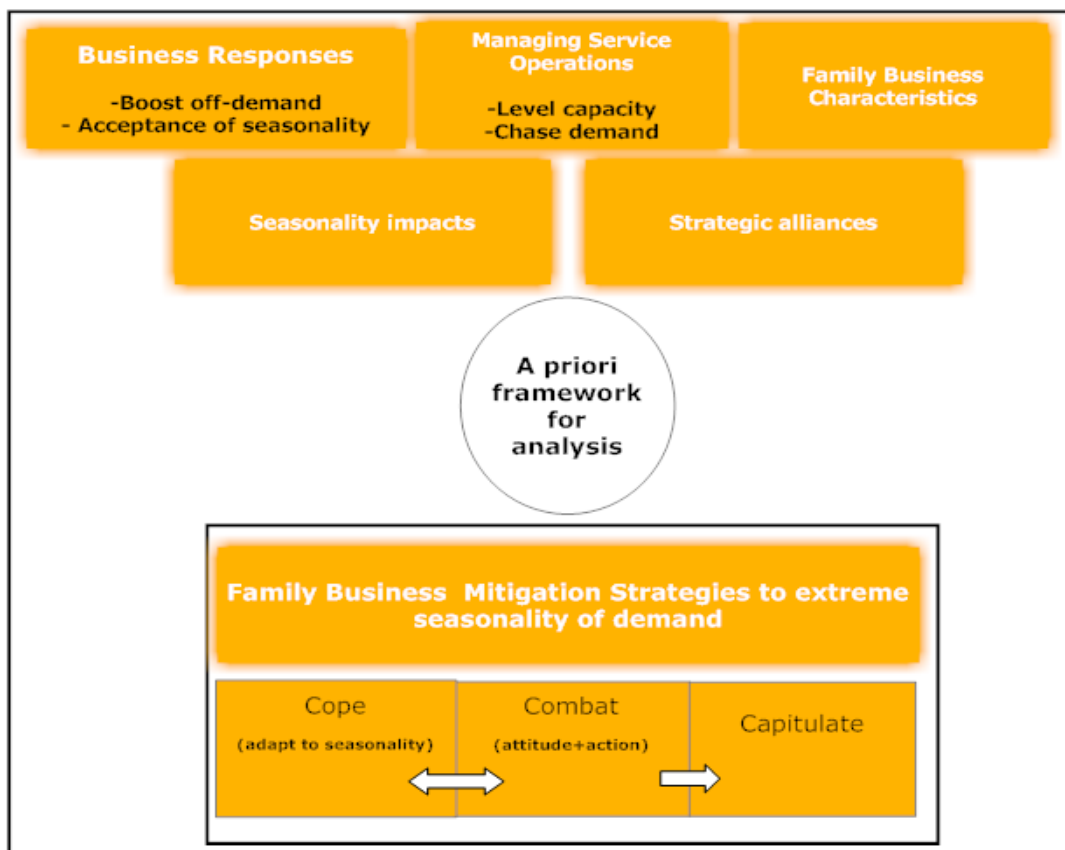 Business Responses
-Boost off-demand
- Acceptance of seasonality
Managing Service
Operations
-Level capacity
-Chase demand
Family Business
Characteristics
Seasonality impacts
Strategic alliances
A priori
framework
for
analysis
Family Business  Mitigation Strategies to extreme
seasonality of demand
Cope
(adapt to seasonality)
Combat
(attitude+action)
Capitulate